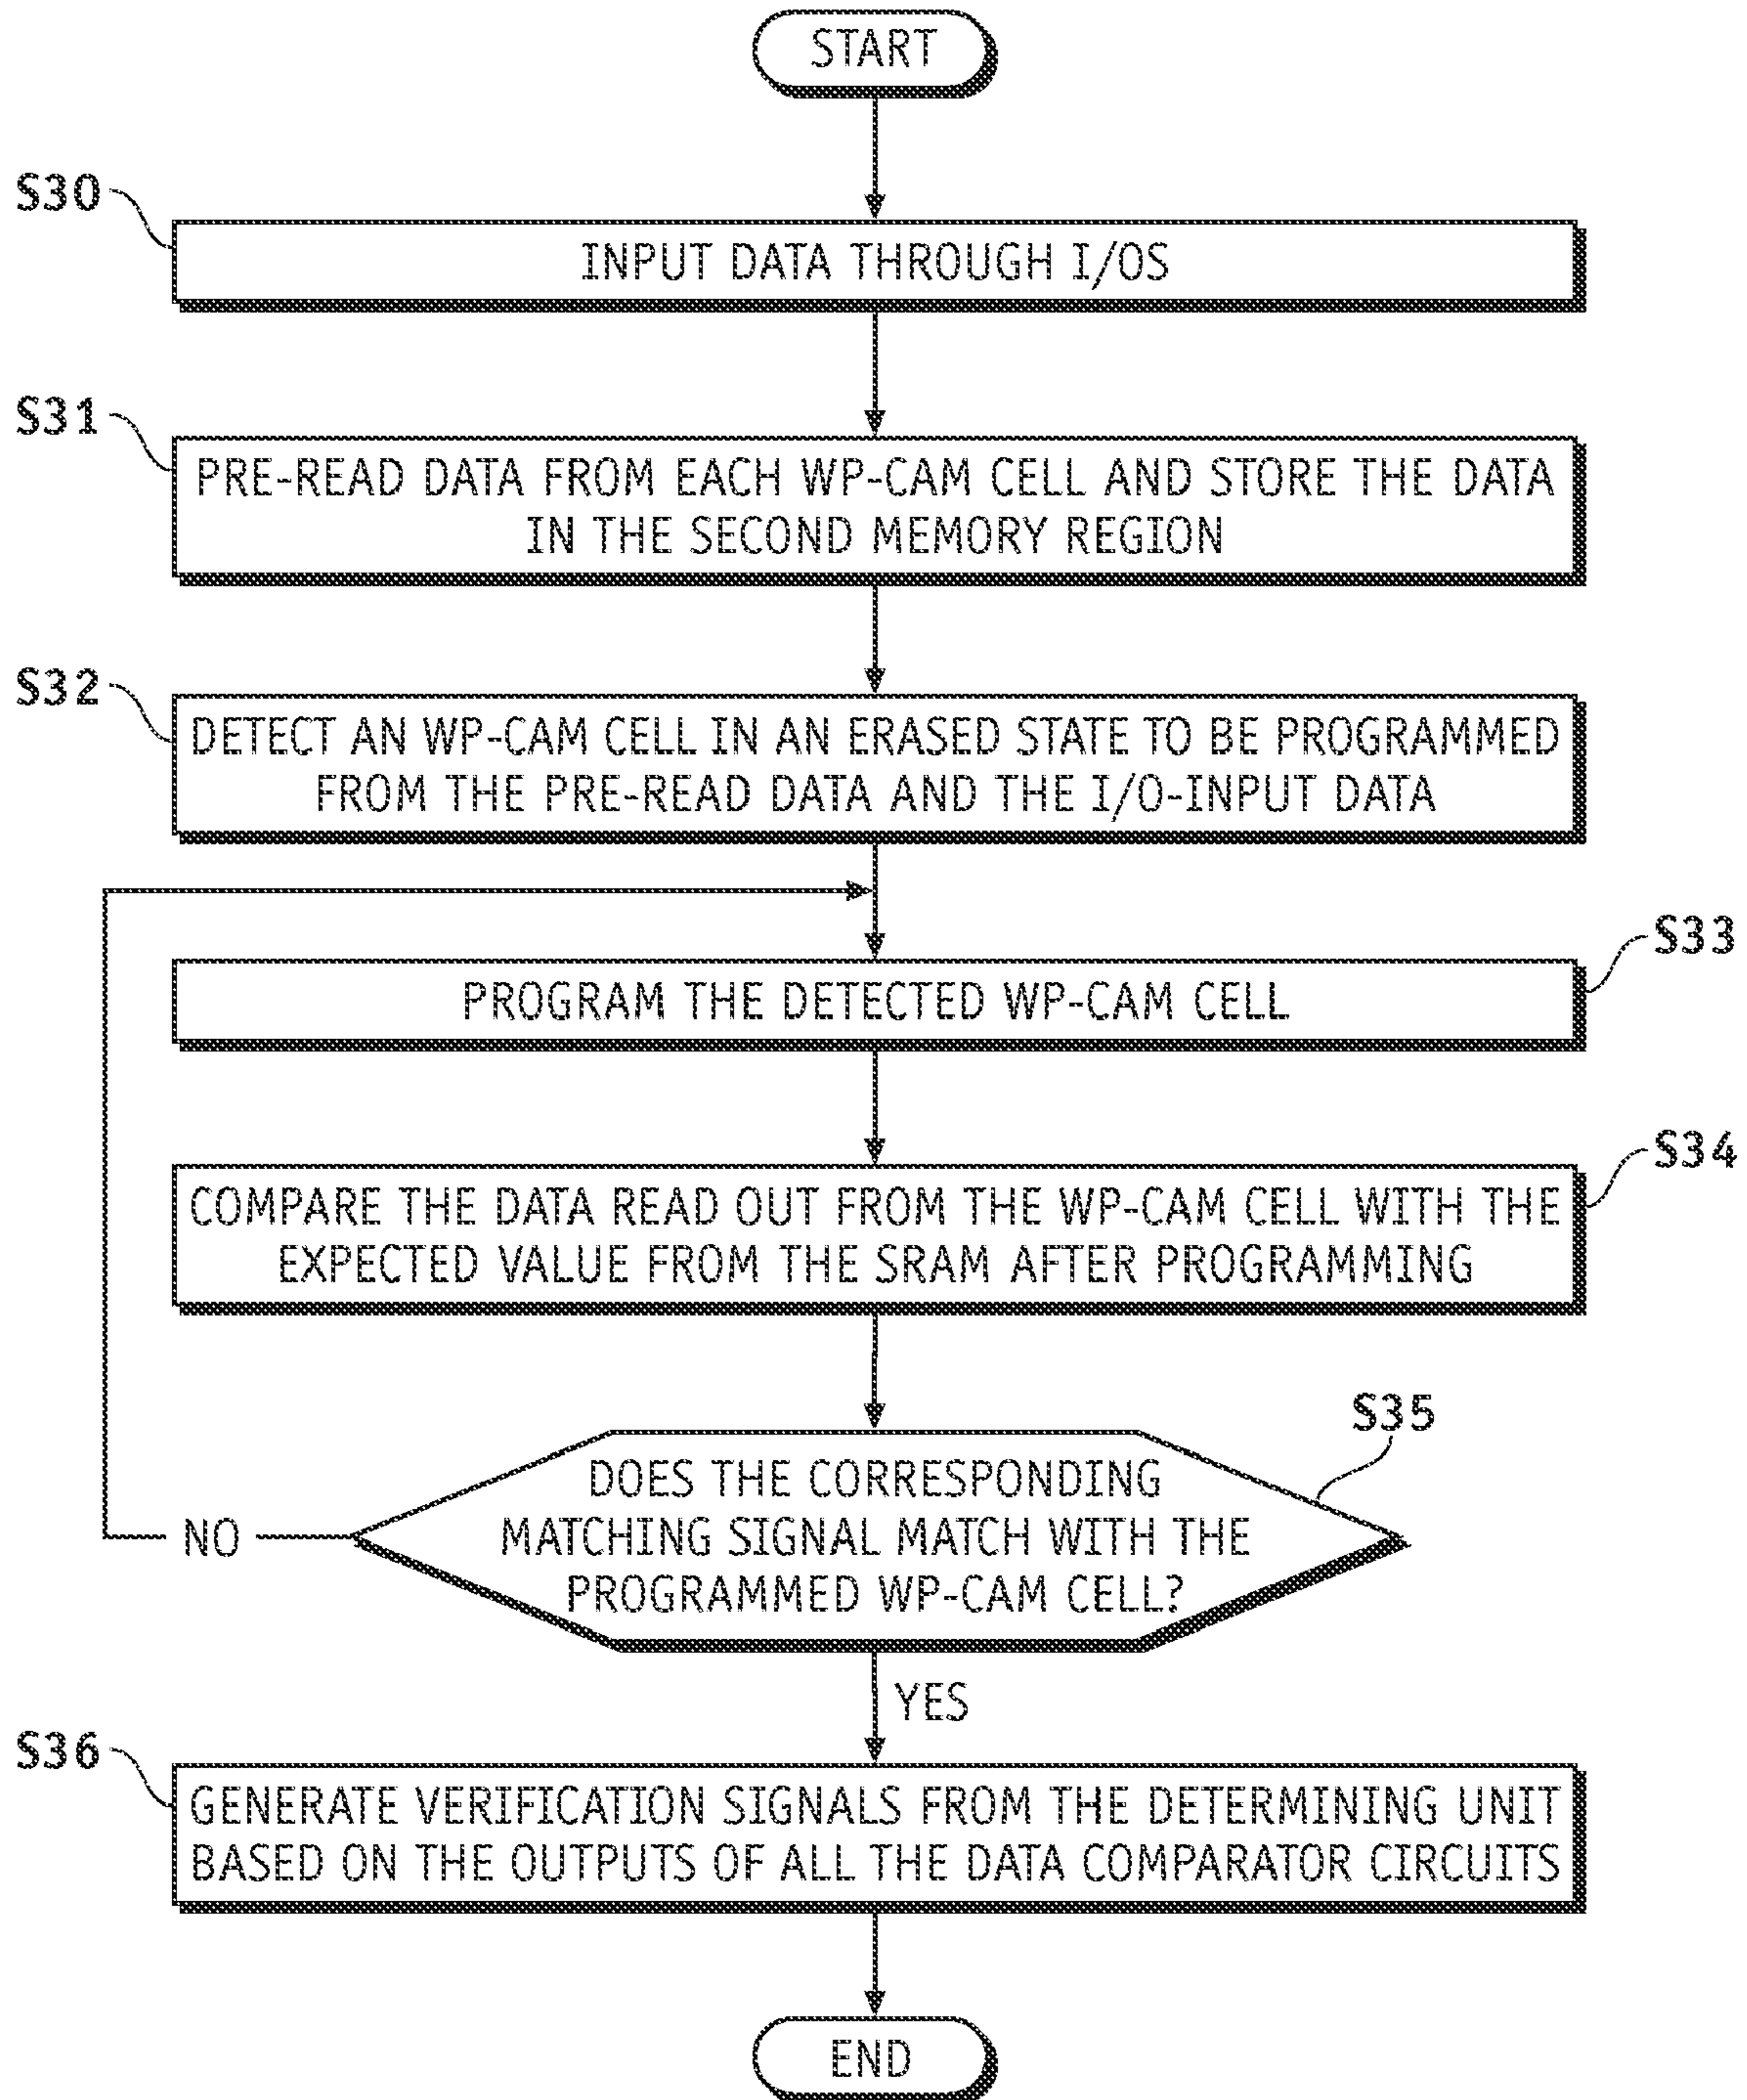 START
S30
INPUT DATA THROUGH I/OS
S31
PRE-READ DATA FROM EACH WP-CAM CELL AND STORE THE DATA
IN THE SECOND MEMORY REGION
S32
DETECT AN WP-CAM CELL IN AN ERASED STATE TO BE PROGRAMMED
FROM THE PRE-READ DATA AND THE I/O-INPUT DATA
S33
PROGRAM THE DETECTED WP-CAM CELL
S34
COMPARE THE DATA READ OUT FROM THE WP-CAM CELL WITH THE
EXPECTED VALUE FROM THE SRAM AFTER PROGRAMMING
S35
DOES THE CORRESPONDING
MATCHING SIGNAL MATCH WITH THE
PROGRAMMED WP-CAM CELL?
NO
YES
S36
GENERATE VERIFICATION SIGNALS FROM THE DETERMINING UNIT
BASED ON THE OUTPUTS OF ALL THE DATA COMPARATOR CIRCUITS
END